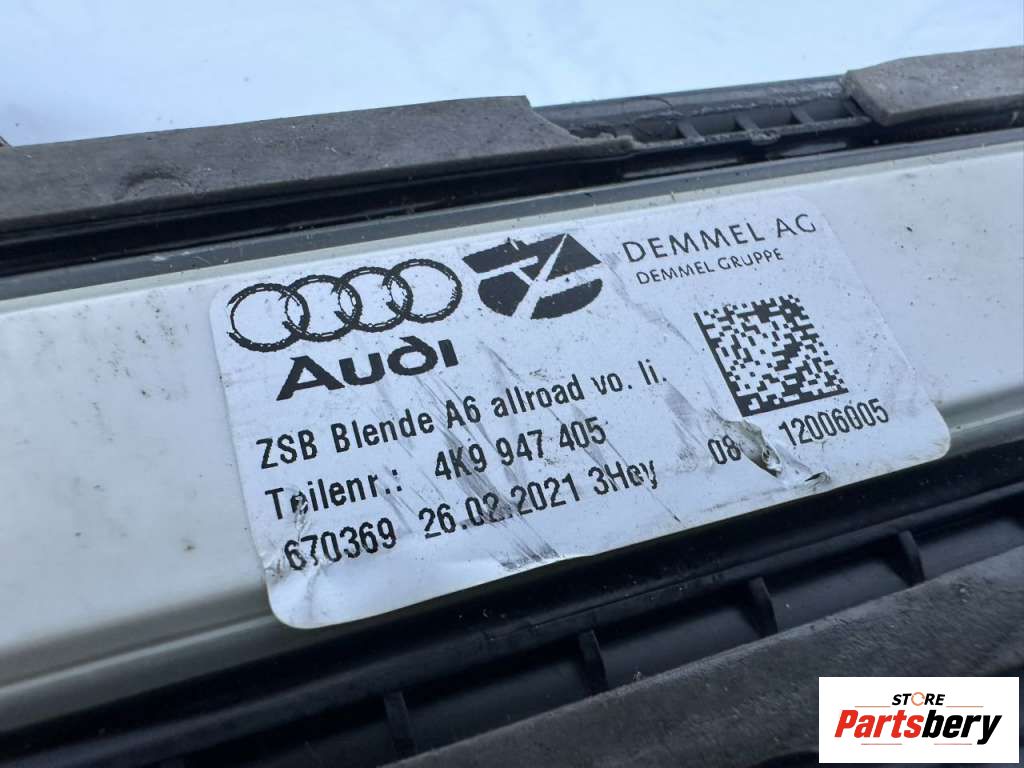 Audi
DEMMEL AG
DEMMEL GRUPPE
ZSB Blende A6 allroad vo. li.
Teilenr.: 4K9 947 405
670369 26.02.2021 3Hey 08 12006005
STORE
Partsbery